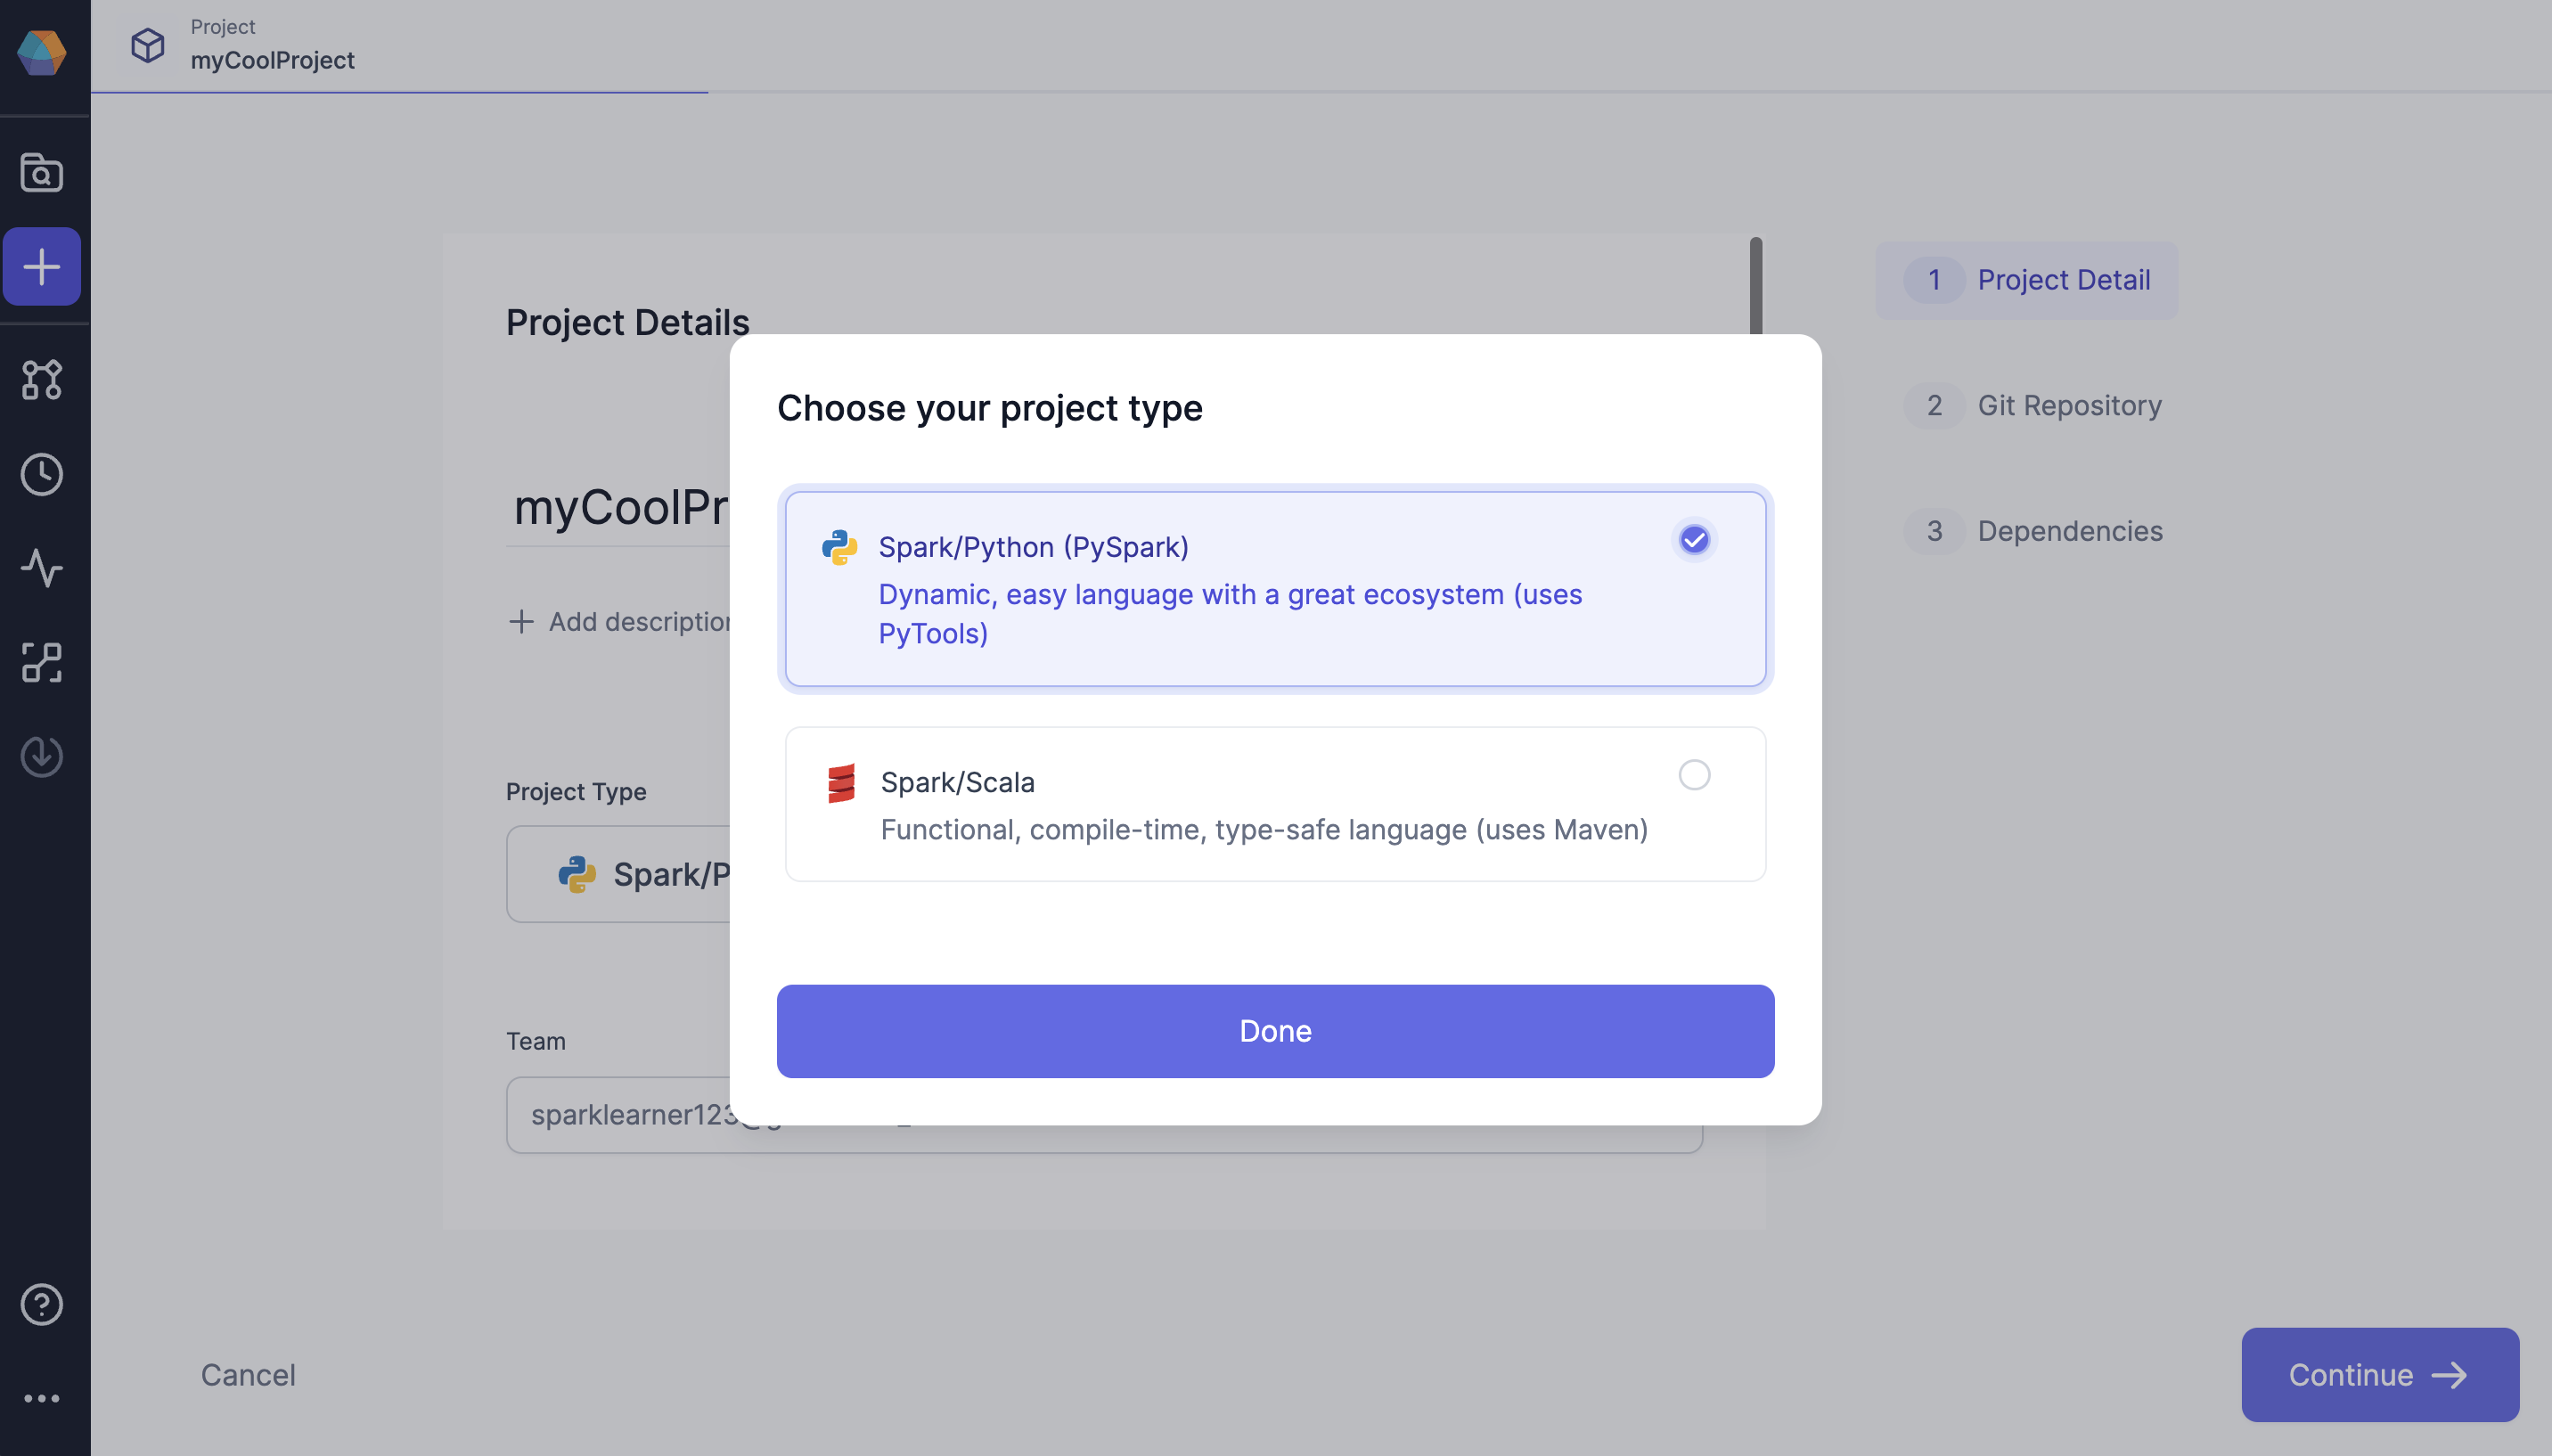 Project
myCoolProject
Project Details
1 Project Detail
2 Git Repository
3 Dependencies
Choose your project type
Spark/Python (PySpark)
Dynamic, easy language with a great ecosystem (uses
PyTools)
Spark/Scala
Functional, compile-time, type-safe language (uses Maven)
Done
myCoolPr
Add description
Project Type
Spark/P
Team
sparklearner123@g
Cancel
Continue